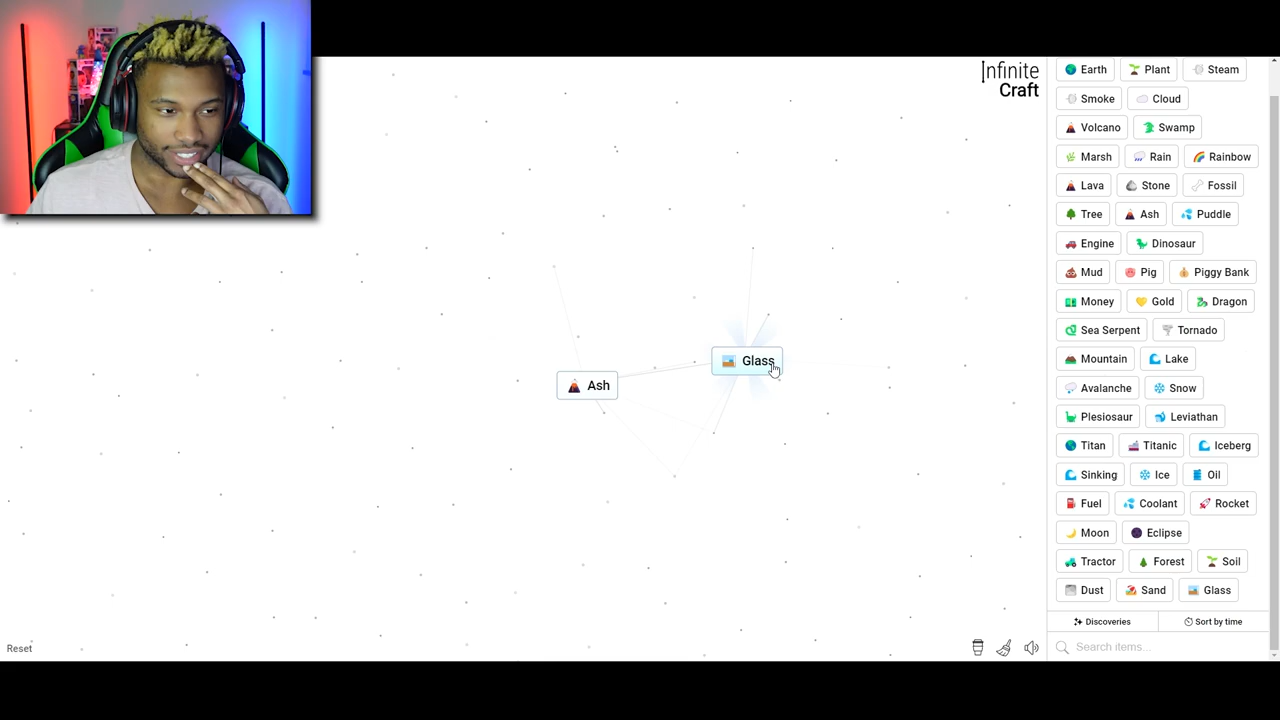 Infinite
Craft
Earth Plant Steam
Smoke Cloud
Volcano Swamp
Marsh Rain Rainbow
Lava Stone Fossil
Tree Ash Puddle
Engine Dinosaur
Mud Pig Piggy Bank
Money Gold Dragon
Sea Serpent Tornado
Mountain Lake
Avalanche Snow
Plesiosaur Leviathan
Titan Titanic Iceberg
Sinking Ice Oil
Fuel Coolant Rocket
Moon Eclipse
Tractor Forest Soil
Dust Sand Glass
Discoveries Sort by time
Search items...
Glass
Ash
Reset